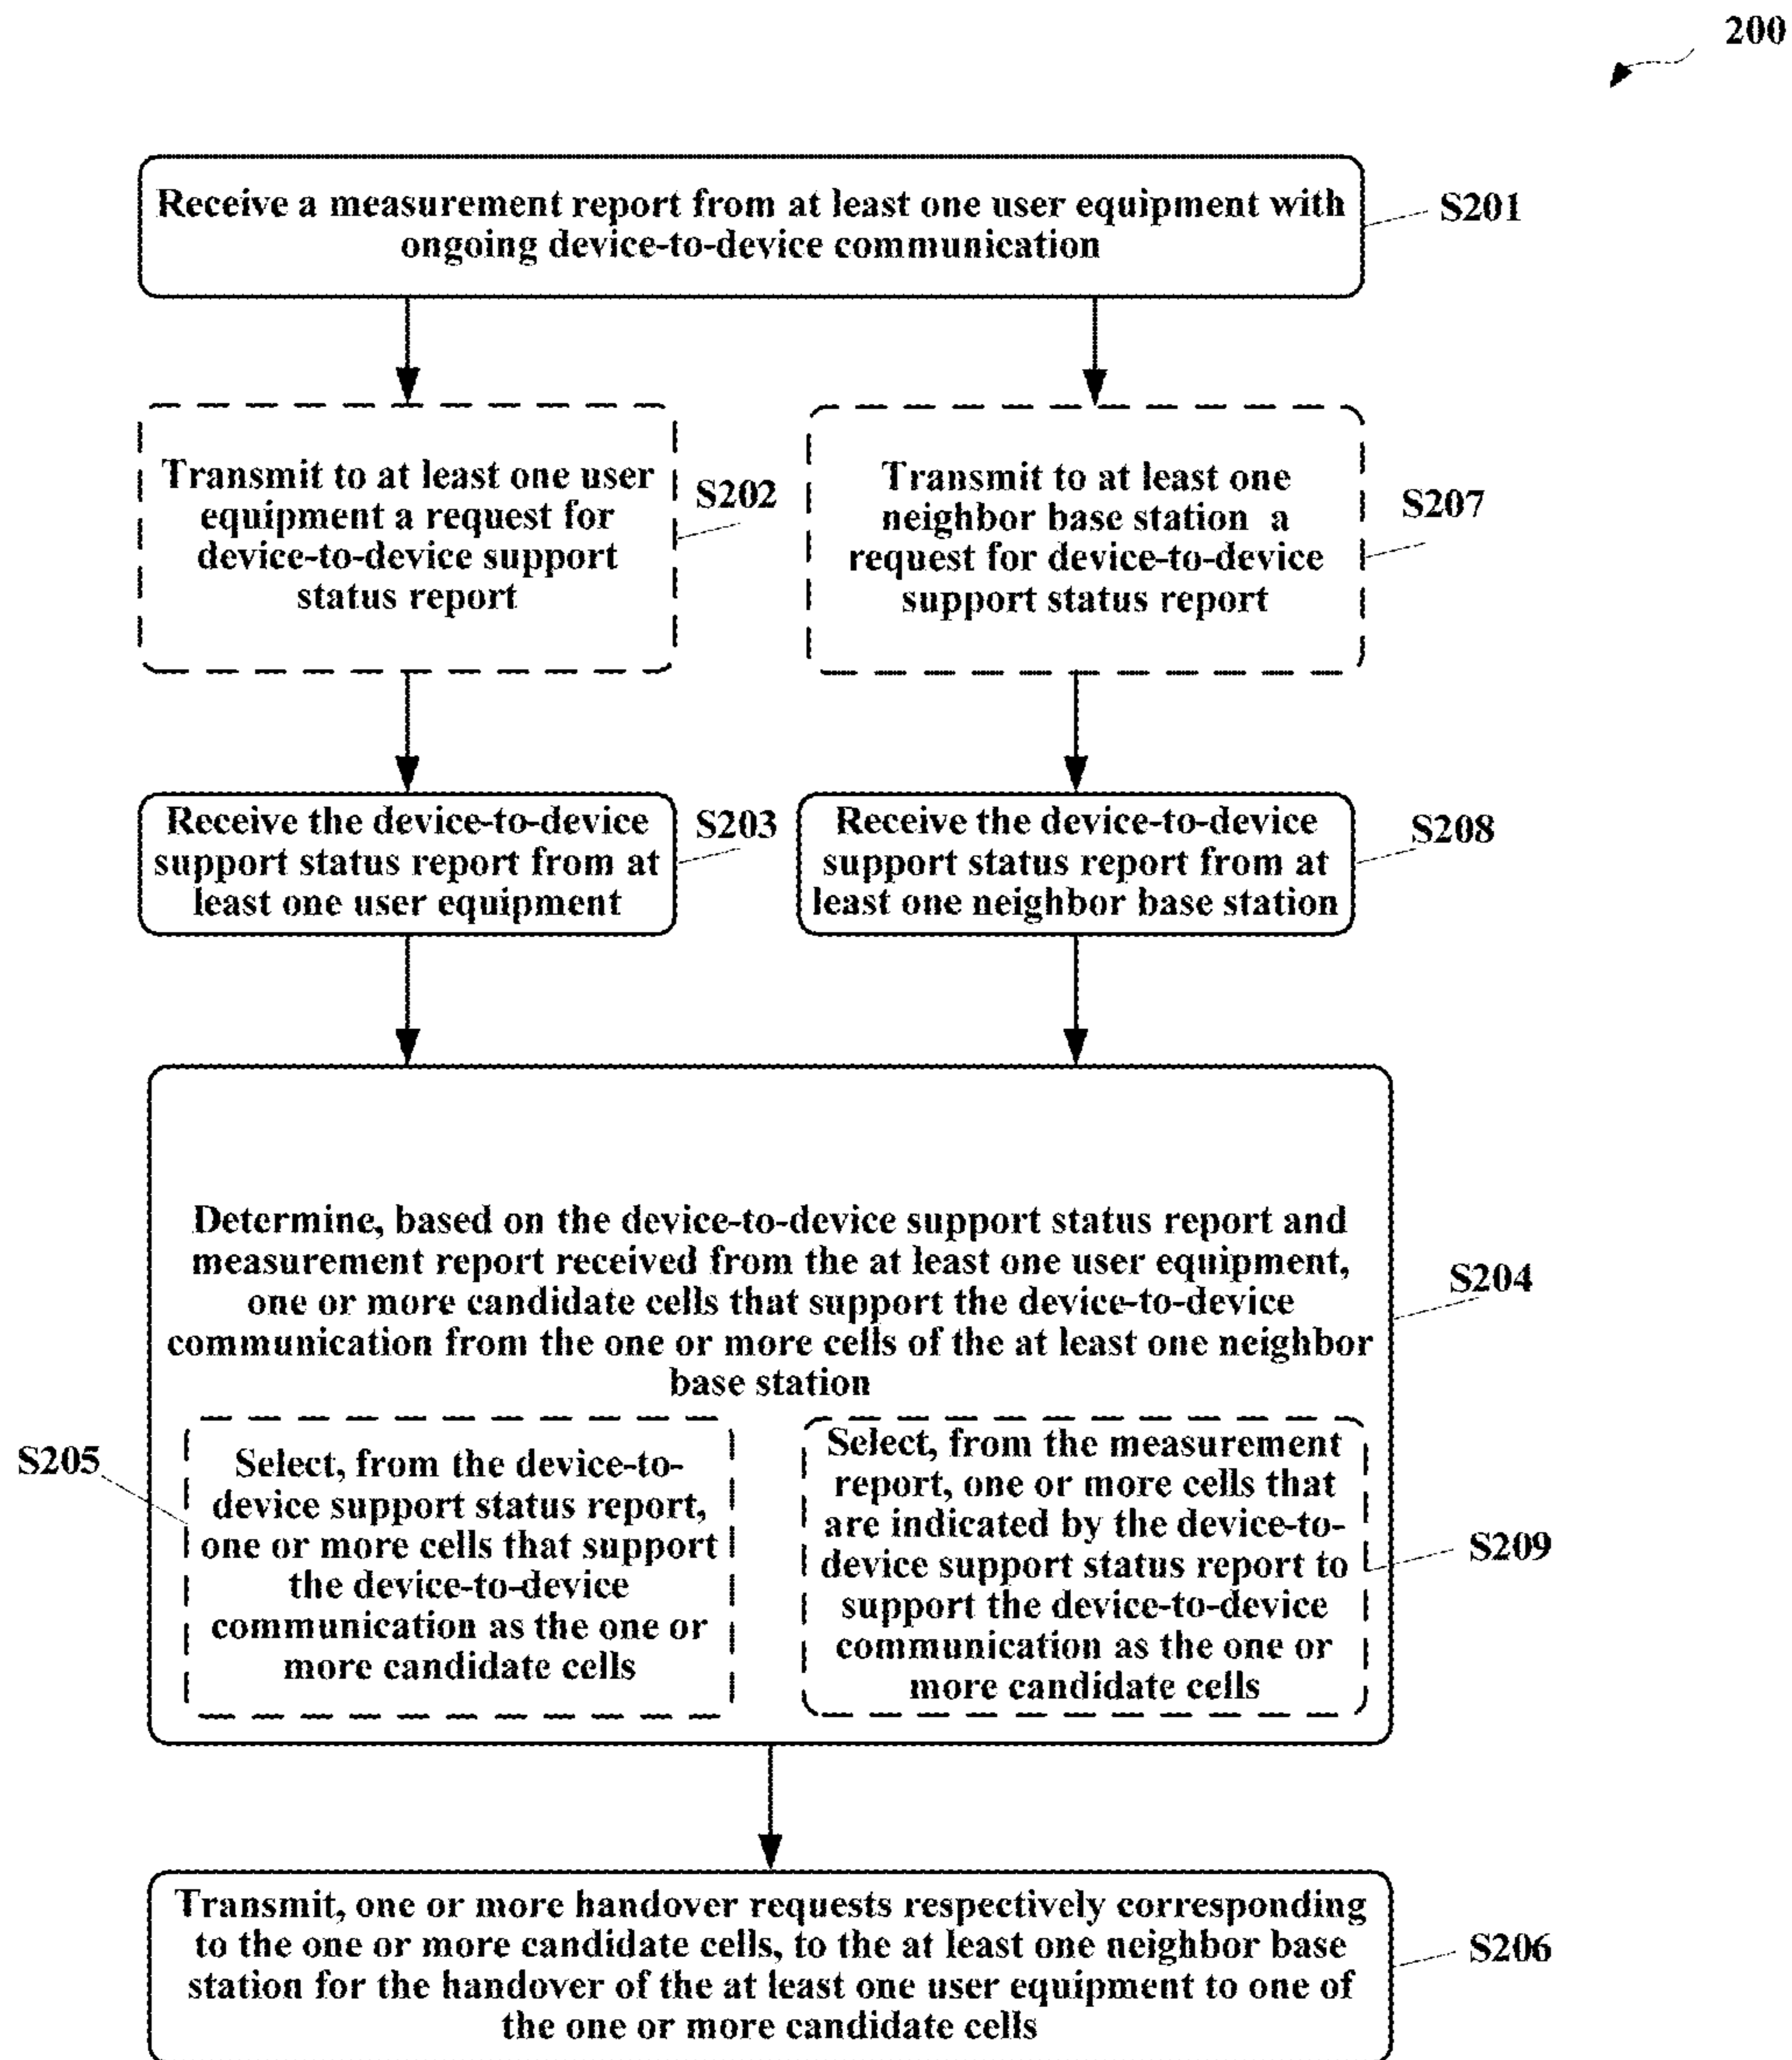 200
Receive a measurement report from at least one user equipment with
ongoing device-to-device communication
S201
Transmit to at least one user
equipment a request for
device-to-device support
status report
S202
Transmit to at least one
neighbor base station a
request for device-to-device
support status report
S207
Receive the device-to-device
support status report from at
least one user equipment
S203
Receive the device-to-device
support status report from at
least one neighbor base station
S208
Determine, based on the device-to-device support status report and
measurement report received from the at least one user equipment,
one or more candidate cells that support the device-to-device
communication from the one or more cells of the at least one neighbor
base station
S204
S205
Select, from the device-to-
device support status report,
one or more cells that support
the device-to-device
communication as the one or
more candidate cells
Select, from the measurement
report, one or more cells that
are indicated by the device-to-
device support status report to
support the device-to-device
communication as the one or
more candidate cells
S209
Transmit, one or more handover requests respectively corresponding
to the one or more candidate cells, to the at least one neighbor base
station for the handover of the at least one user equipment to one of
the one or more candidate cells
S206